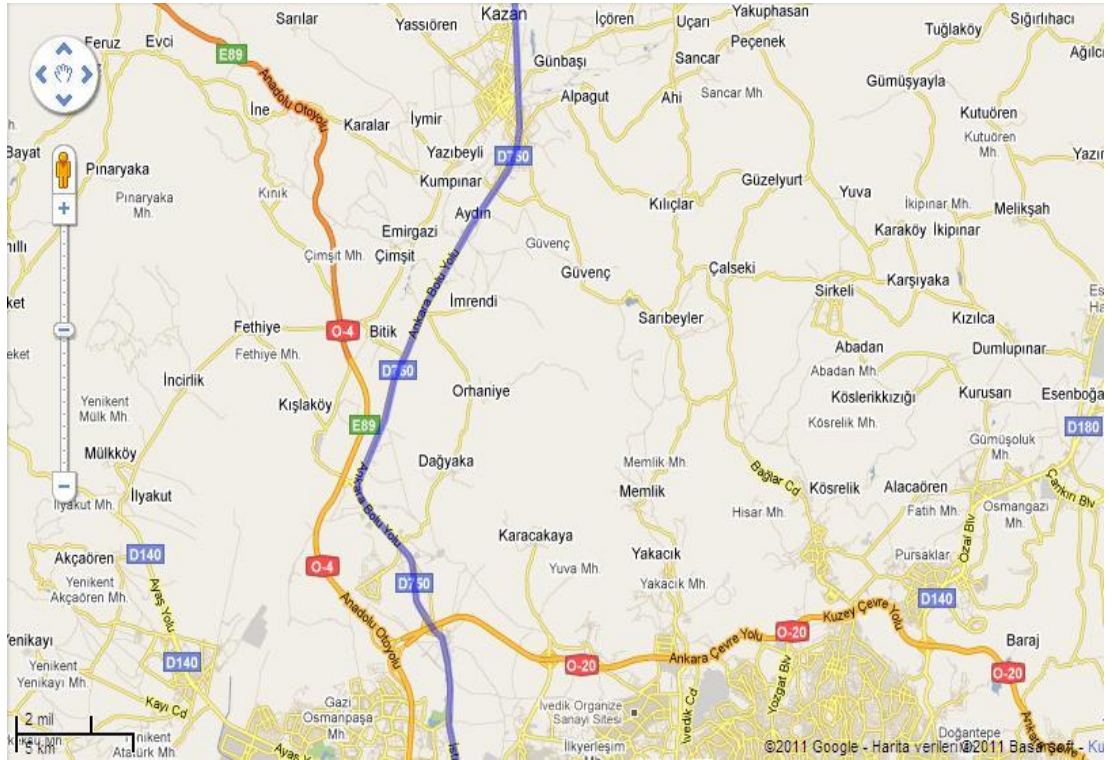 Sarılar
Yassıören
Kazan
İçören
Uçarı
Yakuphasan
Tuğlaköy
Sığırlıhacı
Feruz
Evci
E89
Günbaşı
Sancar
Peçenek
Ağılcı
Anadolu Otoyolu
Alpagut
Ahi
Sancar Mh.
Gümüşyayla
İne
Karalar
İymir
Kutuören
Kutuören
Mh.
Bayat
Pınaryaka
Yazıbeyli
D750
Pınaryaka
Mh.
Kınık
Kumpınar
Güzelyurt
Yuva
İkipınar Mh.
Melikşah
Aydın
Kılıçlar
Emirgazi
Karaköy
İkipınar
Çimşit Mh.
Çimşit
Güvenç
Güvenç
Çalseki
Karşıyaka
Sirkeli
İmrendi
Ankara Bolu Yolu
Sarıbeyler
Kızılca
Fethiye
O-4
Bitik
Fethiye Mh.
Abadan
Abadan Mh.
Dumlupınar
İncirlik
D750
Orhaniye
Köslerikkızığı
Kurusarı
Esenboğa
Yenikent
Mülk Mh.
Kışlaköy
E89
Kösrelik Mh.
D180
Mülkköy
Dağyaka
Memlik Mh.
Gümüşoluk
Mh.
İlyakut
İlyakut Mh.
Ankara Bolu Yolu
Memlik
Bağlar Cd
Kösrelik
Alacaören
Çankırı Blv
Hisar Mh.
Fatih Mh.
Osmangazi
Mh.
Akçaören
D140
Karacakaya
Yuva Mh.
Yakacık
Yakacık Mh.
Pursaklar
Özal Blv
Yenikent
Akçaören Mh.
Ayaş Yolu
O-4
D750
D140
Anadolu Otoyolu
Kuzey Çevre Yolu
Yenikayı
O-20
Baraj
Yenikent
Yenikayı Mh.
D140
O-20
Ankara Çevre Yolu
O-20
Kayı Cd
Gazi
Osmanpaşa
Mh.
Yozgat Blv
İvedik Organize
Sanayi Sitesi
İvedik Cd
2 mil
5 km
Yenikent
Atatürk Mh.
Ayaş Yolu
İlkyerleşim
Doğantepe
©2011 Google - Harita verileri ©2011 Basarsoft - Ku